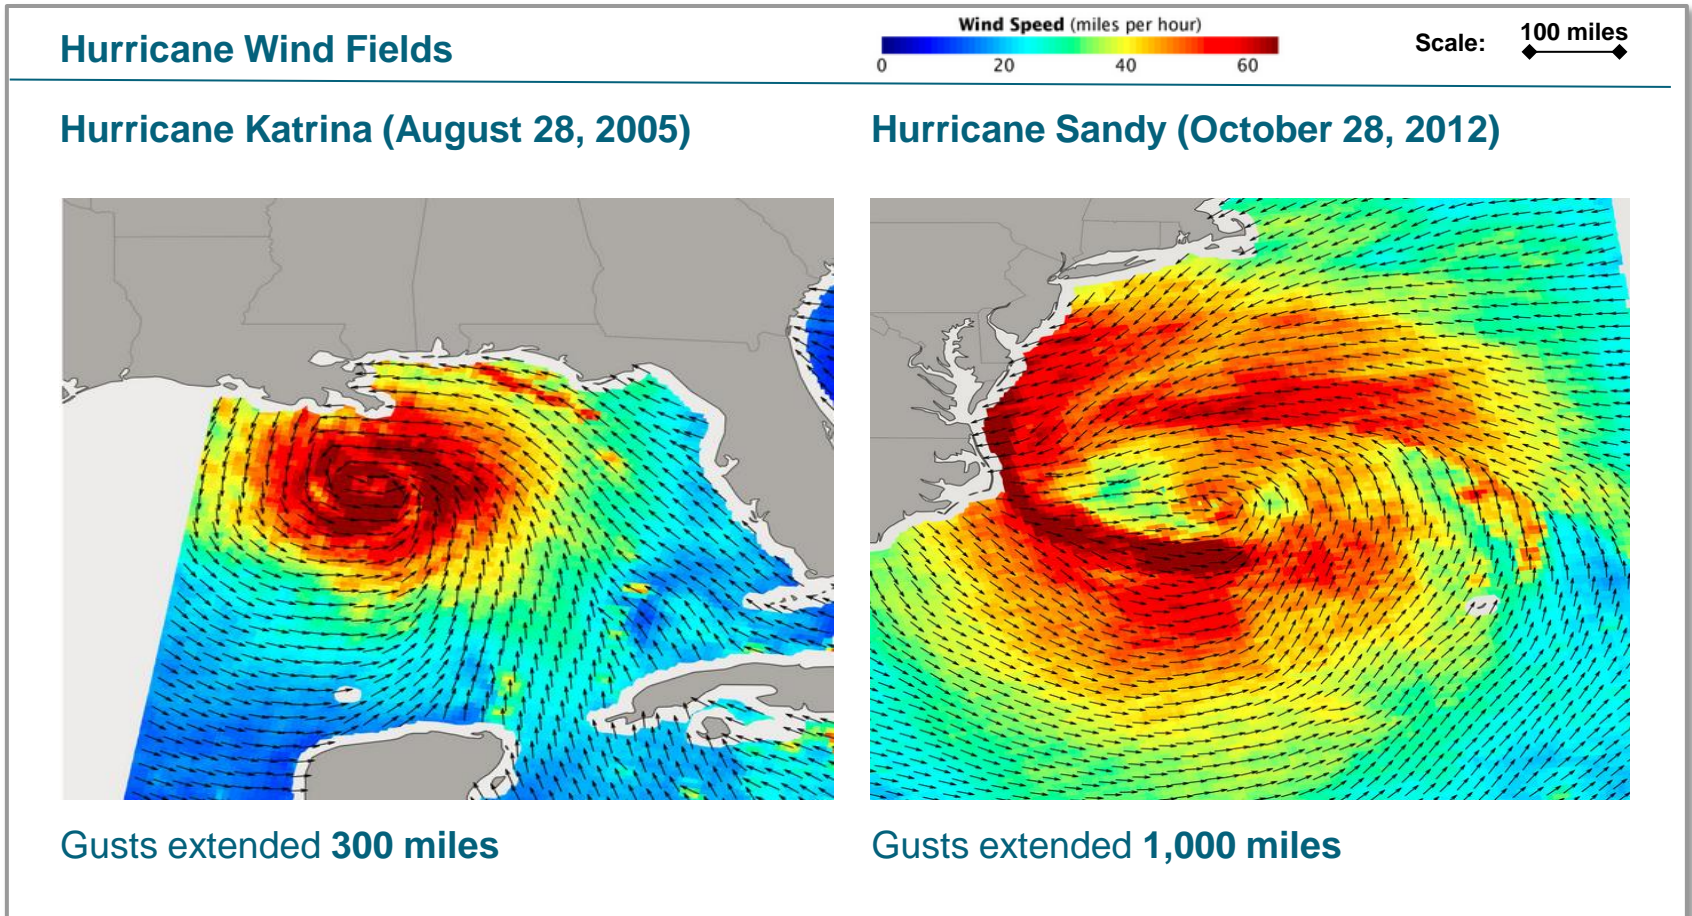 Hurricane Wind Fields
Wind Speed (miles per hour)
0 20 40 60
Scale: 100 miles
Hurricane Katrina (August 28, 2005)
Hurricane Sandy (October 28, 2012)
Gusts extended 300 miles
Gusts extended 1,000 miles